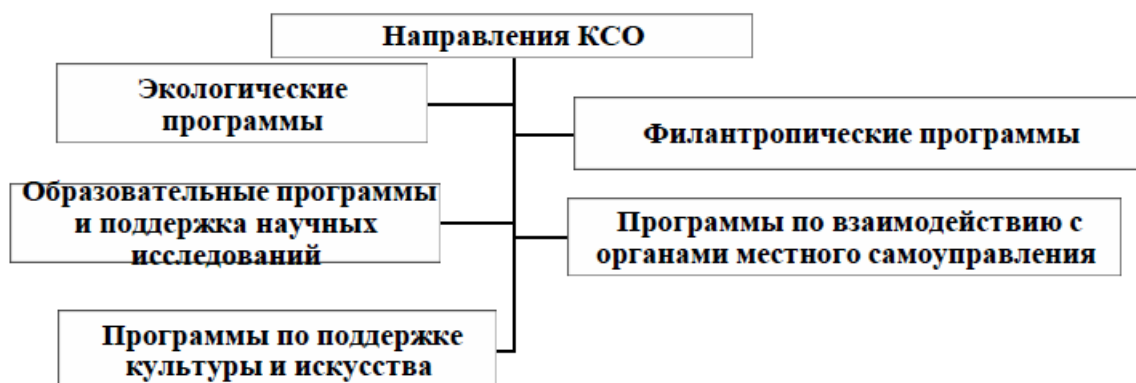 Направления КСО
Экологические
программы
Филантропические программы
Образовательные программы
и поддержка научных
исследований
Программы по взаимодействию с
органами местного самоуправления
Программы по поддержке
культуры и искусства